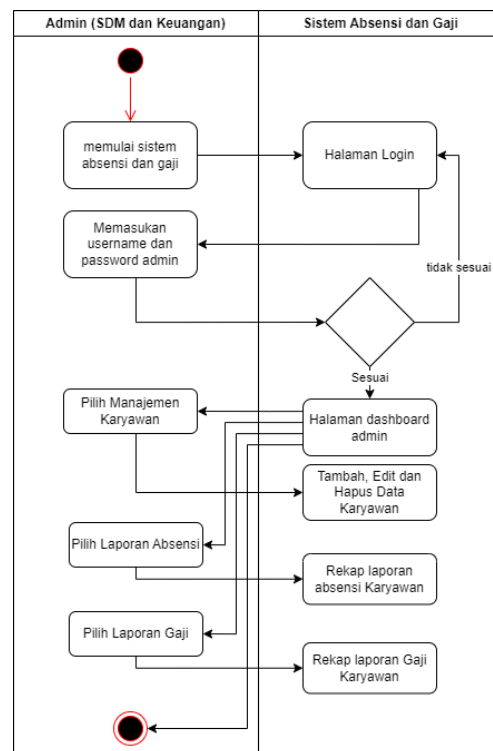 Admin (SDM dan Keuangan)
Sistem Absensi dan Gaji
memulai sistem
absensi dan gaji
Halaman Login
Memasukan
username dan
password admin
tidak sesuai
Sesuai
Pilih Manajemen
Karyawan
Halaman dashboard
admin
Tambah, Edit dan
Hapus Data
Karyawan
Pilih Laporan Absensi
Rekap laporan
absensi Karyawan
Pilih Laporan Gaji
Rekap laporan Gaji
Karyawan